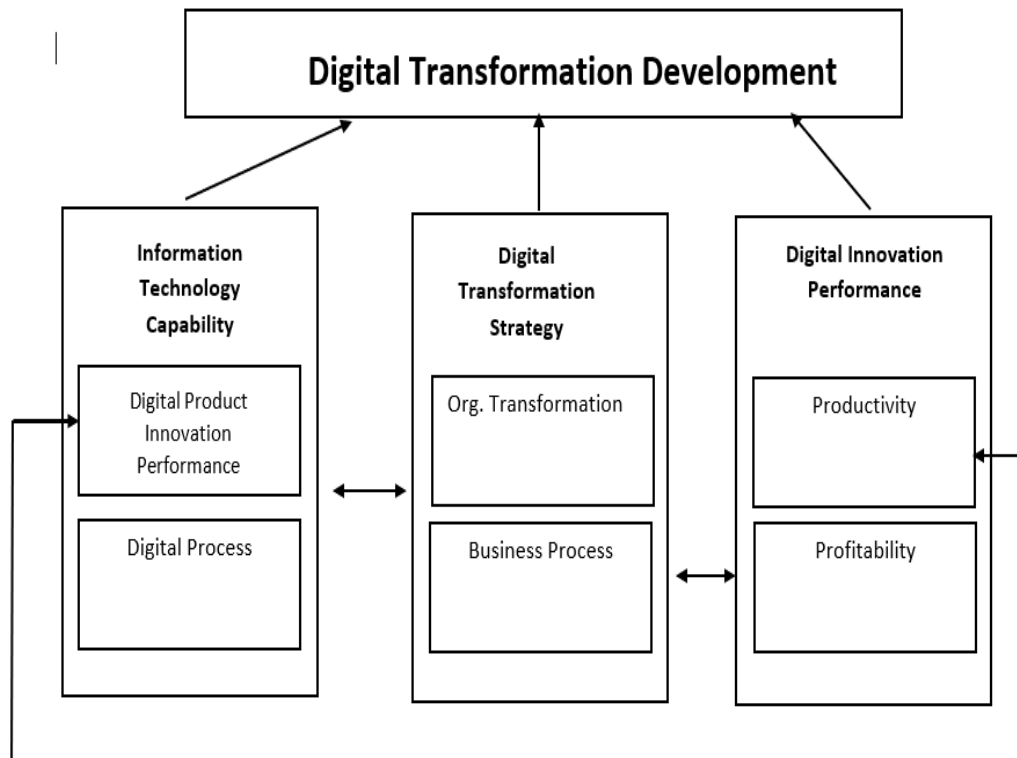 Digital Transformation Development
Information
Technology
Capability
Digital Product
Innovation
Performance
Digital Process
Digital
Transformation
Strategy
Org. Transformation
Business Process
Digital Innovation
Performance
Productivity
Profitability